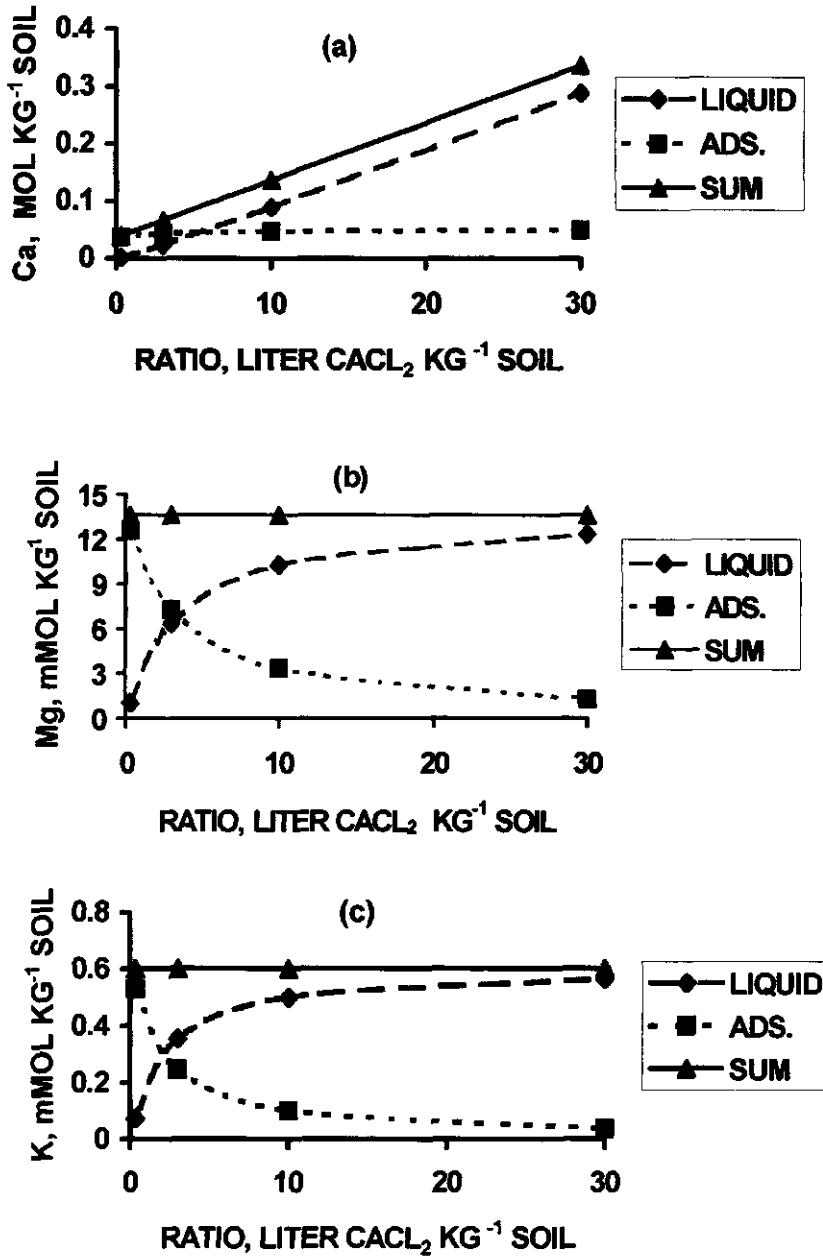 (a)
Ca, MOL KG⁻¹ SOIL
0.4
0.3
0.2
0.1
0
0 10 20 30
RATIO, LITER CACL₂ KG⁻¹ SOIL
LIQUID
ADS.
SUM
(b)
Mg, mMOL KG⁻¹ SOIL
15
12
9
6
3
0
0 10 20 30
RATIO, LITER CACL₂ KG⁻¹ SOIL
LIQUID
ADS.
SUM
(c)
K, mMOL KG⁻¹ SOIL
0.8
0.6
0.4
0.2
0
0 10 20 30
RATIO, LITER CACL₂ KG⁻¹ SOIL
LIQUID
ADS.
SUM